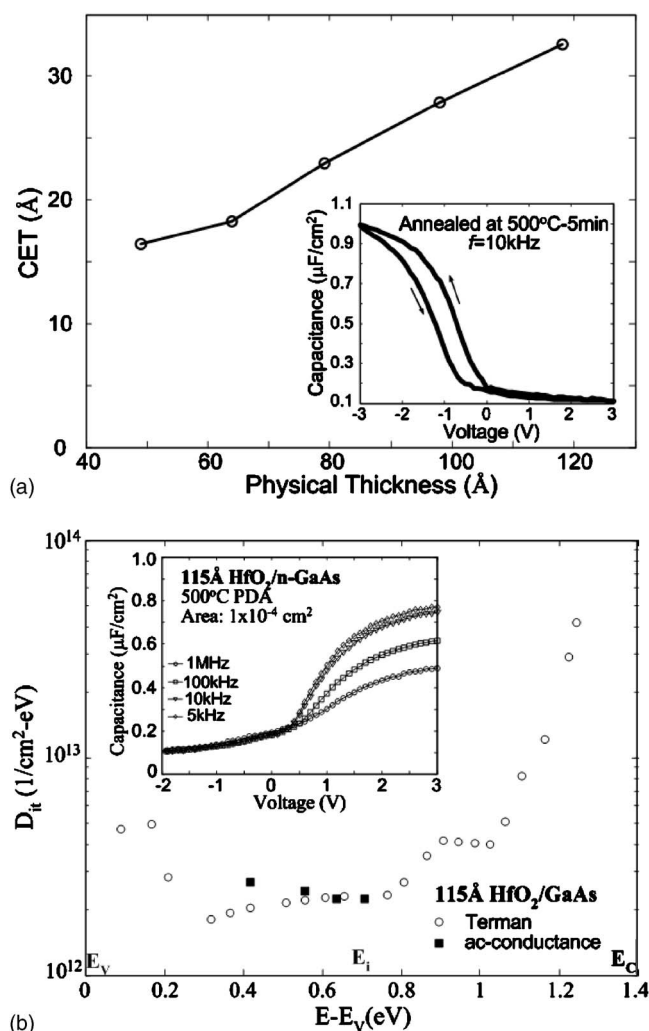 30
20
10
0
CET (Å)
40
60
80
100
120
Physical Thickness (Å)
Annealed at 500°C-5min
f=10kHz
1.1
0.9
0.7
0.5
0.3
0.1
Capacitance (μF/cm²)
-3
-2
-1
0
1
2
3
Voltage (V)
(a)
10¹⁴
10¹³
10¹²
D_it (1/cm²-eV)
115Å HfO₂/n-GaAs
500°C PDA
Area: 1x10⁻⁴ cm²
1MHz
100kHz
10kHz
5kHz
1.0
0.8
0.6
0.4
0.2
0
Capacitance (μF/cm²)
-2
-1
0
1
2
3
Voltage (V)
115Å HfO₂/GaAs
Terman
ac-conductance
E_V
E_i
E_C
0
0.2
0.4
0.6
0.8
1
1.2
1.4
E-E_V(eV)
(b)